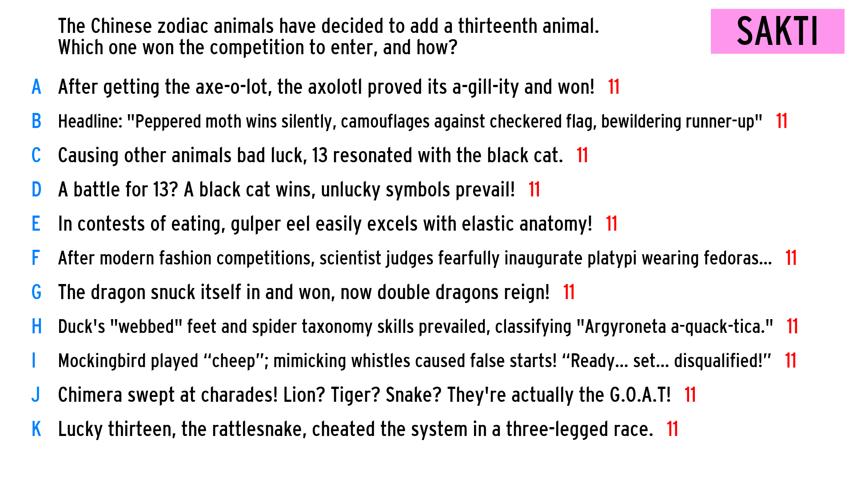 The Chinese zodiac animals have decided to add a thirteenth animal.
Which one won the competition to enter, and how?
SAKTI
A After getting the axe-o-lot, the axolotl proved its a-gill-ity and won! 11
B Headline: "Peppered moth wins silently, camouflages against checkered flag, bewildering runner-up" 11
C Causing other animals bad luck, 13 resonated with the black cat. 11
D A battle for 13? A black cat wins, unlucky symbols prevail! 11
E In contests of eating, gulper eel easily excels with elastic anatomy! 11
F After modern fashion competitions, scientist judges fearfully inaugurate platypi wearing fedoras... 11
G The dragon snuck itself in and won, now double dragons reign! 11
H Duck's "webbed" feet and spider taxonomy skills prevailed, classifying "Argyroneta a-quack-tica." 11
I Mockingbird played “cheep”; mimicking whistles caused false starts! “Ready... set... disqualified!” 11
J Chimera swept at charades! Lion? Tiger? Snake? They're actually the G.O.A.T! 11
K Lucky thirteen, the rattlesnake, cheated the system in a three-legged race. 11